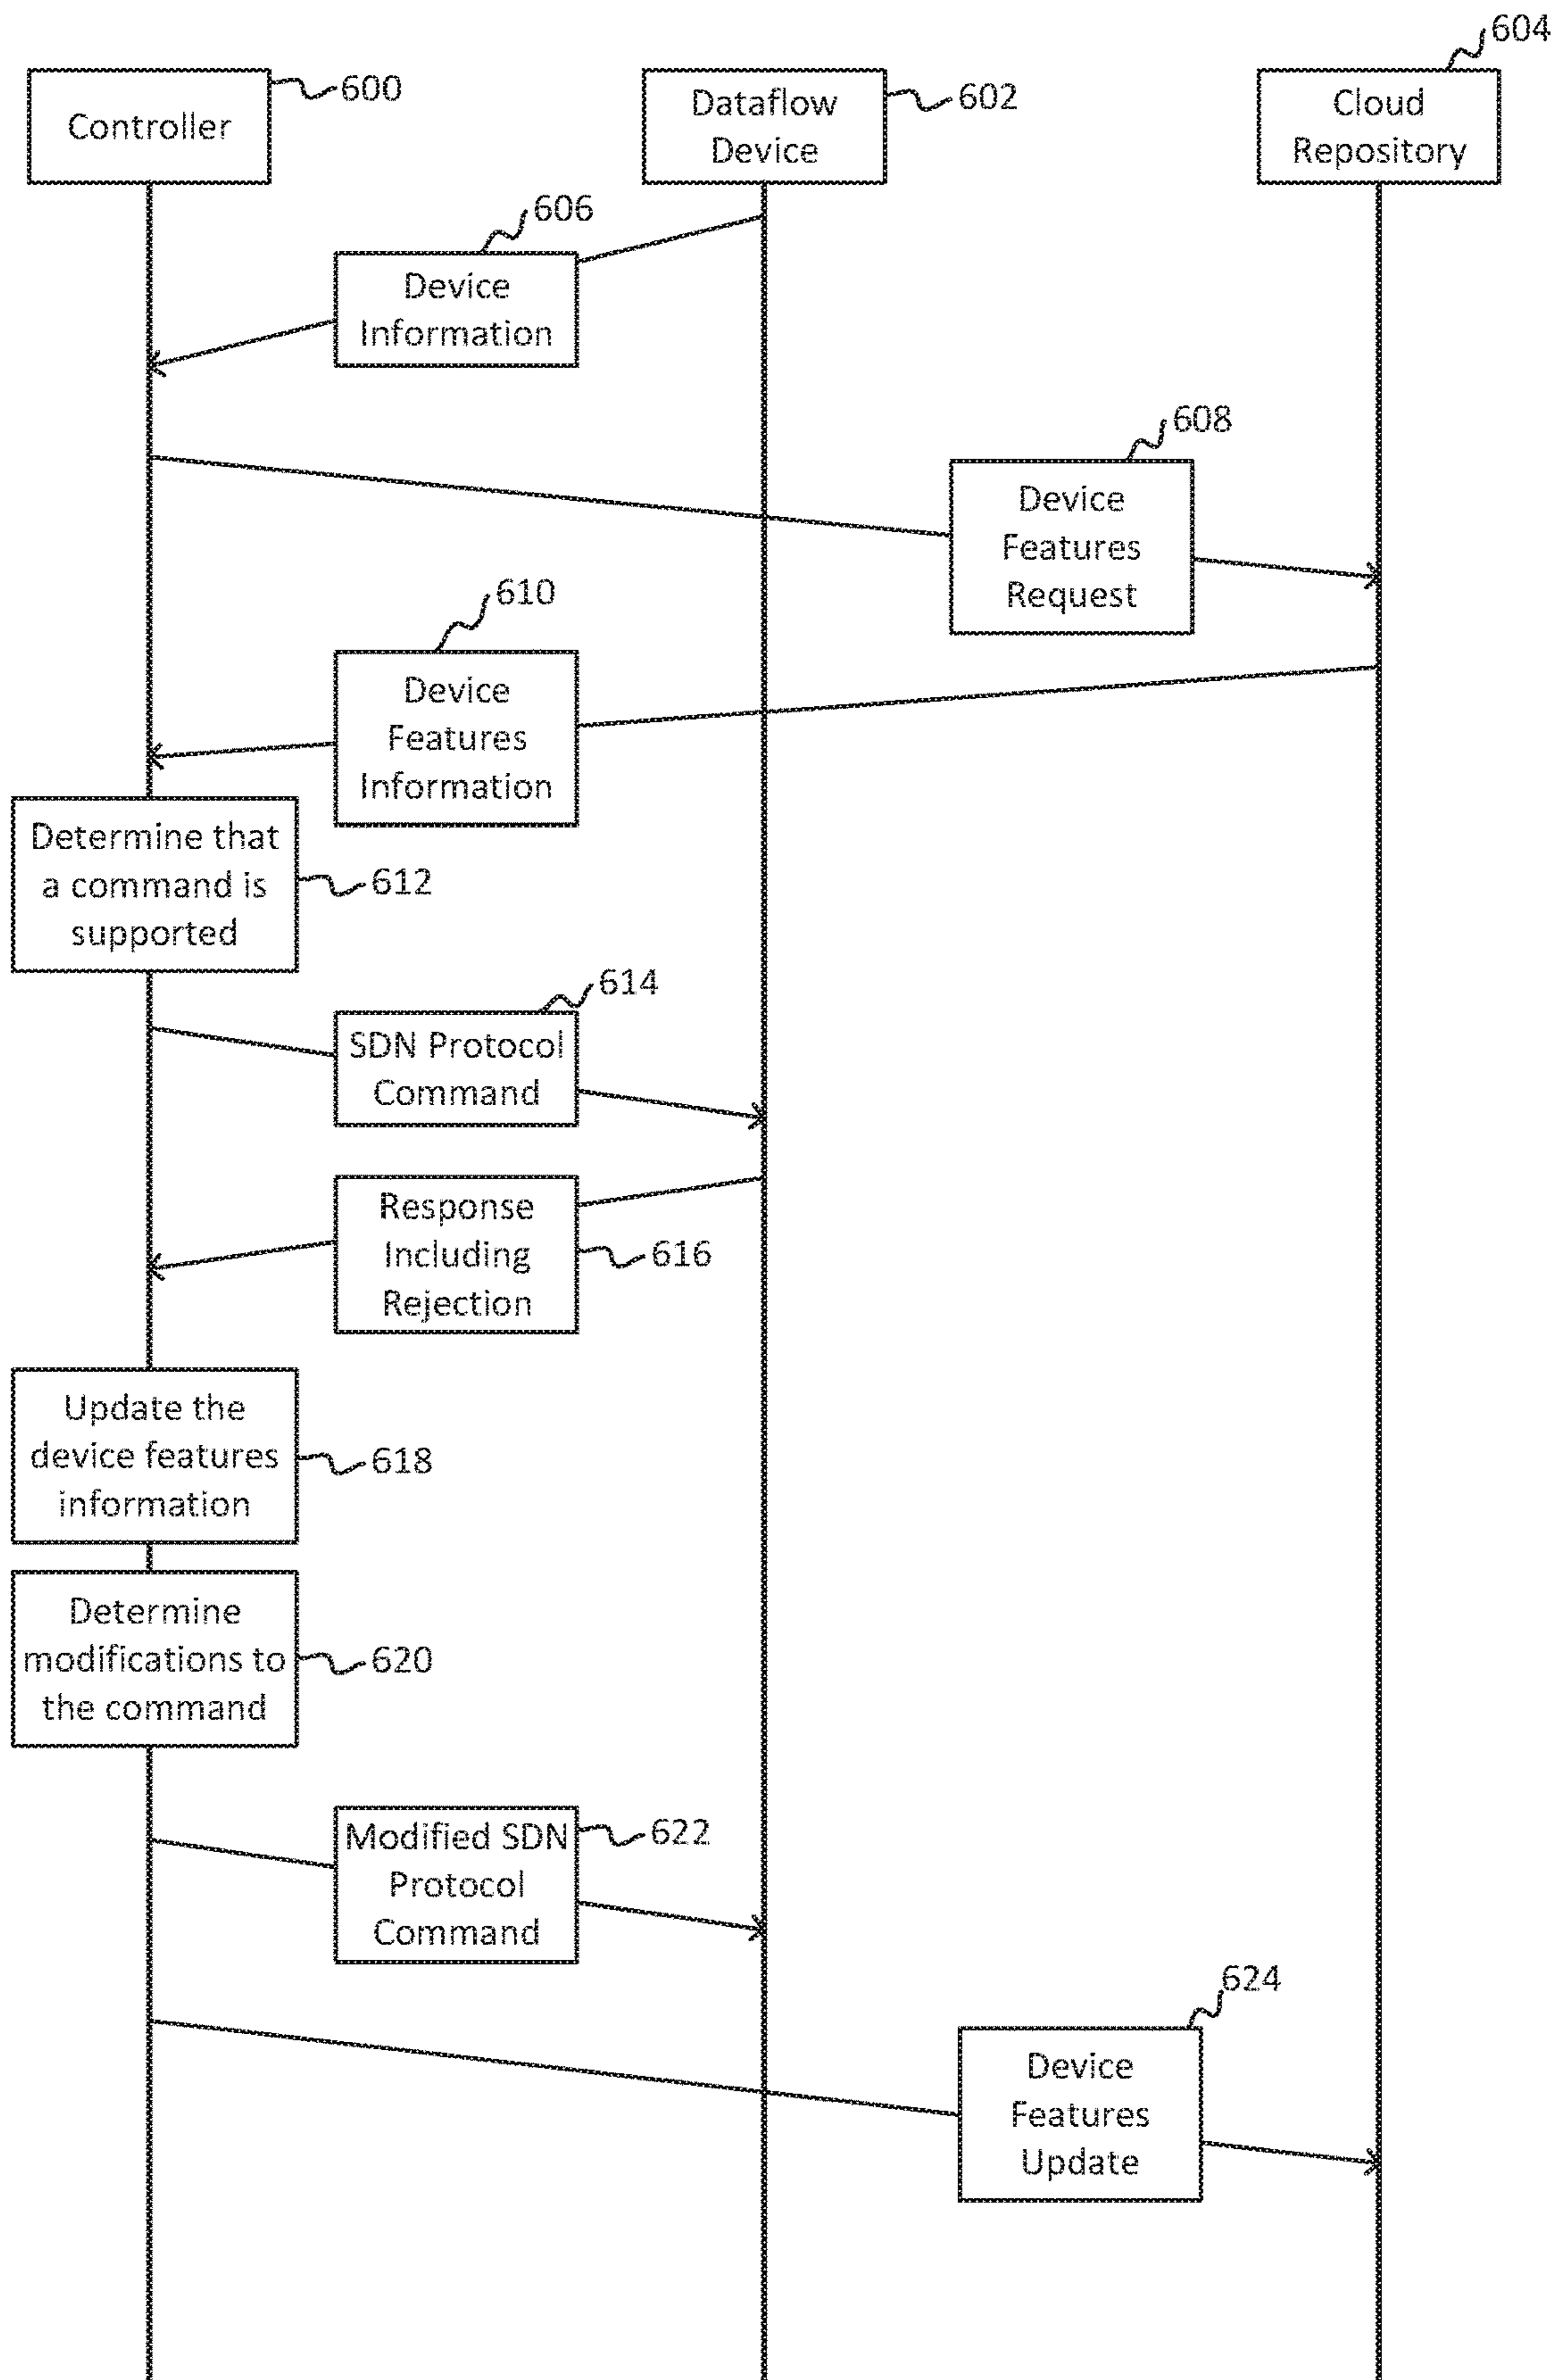 604
Controller
600
Dataflow
Device
602
Cloud
Repository
606
Device
Information
608
Device
Features
Request
610
Device
Features
Information
Determine that
a command is
supported
612
614
SDN Protocol
Command
Response
Including
Rejection
616
Update the
device features
information
618
Determine
modifications to
the command
620
Modified SDN
Protocol
Command
622
624
Device
Features
Update